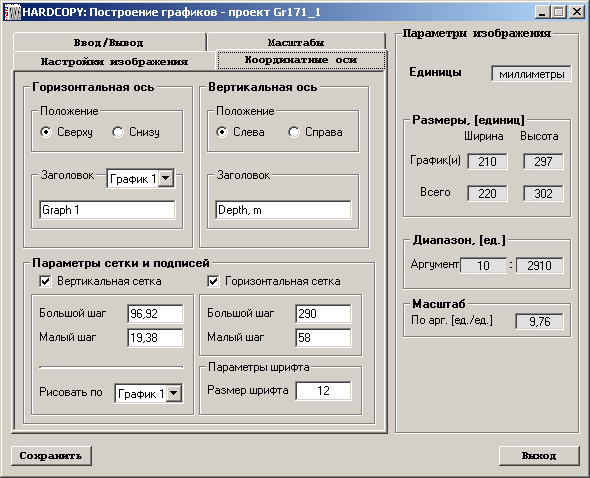 HARDCOPY: Построение графиков - проект Gr171_1
Ввод/Вывод
Масштабы
Настройки изображения
Координатные оси
Горизонтальная ось
Положение
Сверху
Снизу
Заголовок
График 1
Graph 1
Вертикальная ось
Положение
Слева
Справа
Заголовок
Depth, m
Параметры сетки и подписей
Вертикальная сетка
Большой шаг 96,92
Малый шаг 19,38
Рисовать по График 1
Горизонтальная сетка
Большой шаг 290
Малый шаг 58
Параметры шрифта
Размер шрифта 12
Параметры изображения
Единицы миллиметры
Размеры, [единиц]
Ширина Высота
График(и) 210 297
Всего 220 302
Диапазон, [ед.]
Аргумент 10 : 2910
Масштаб
По арг. [ед./ед.] 9,76
Сохранить
Выход